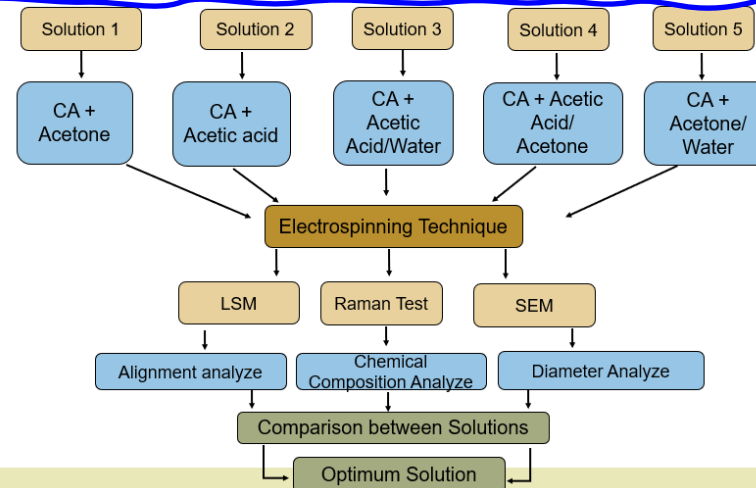 Solution 1
Solution 2
Solution 3
Solution 4
Solution 5
CA +
Acetone
CA +
Acetic acid
CA +
Acetic
Acid/Water
CA + Acetic
Acid/
Acetone
CA +
Acetone/
Water
Electrospinning Technique
LSM
Raman Test
SEM
Alignment analyze
Chemical
Composition Analyze
Diameter Analyze
Comparison between Solutions
Optimum Solution